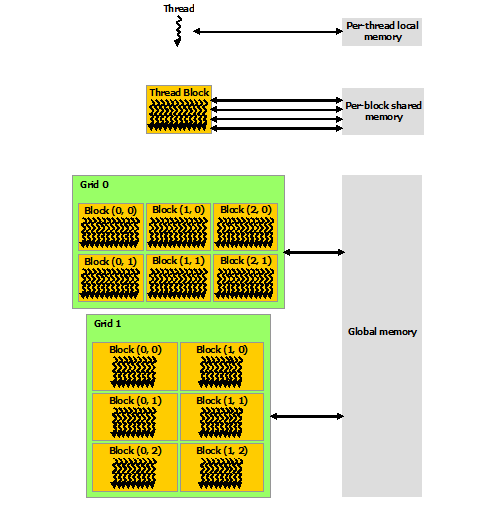 Thread
Per-thread local
memory
Thread Block
Per-block shared
memory
Grid 0
Block (0, 0) Block (1, 0) Block (2, 0)
Block (0, 1) Block (1, 1) Block (2, 1)
Global memory
Grid 1
Block (0, 0) Block (1, 0)
Block (0, 1) Block (1, 1)
Block (0, 2) Block (1, 2)